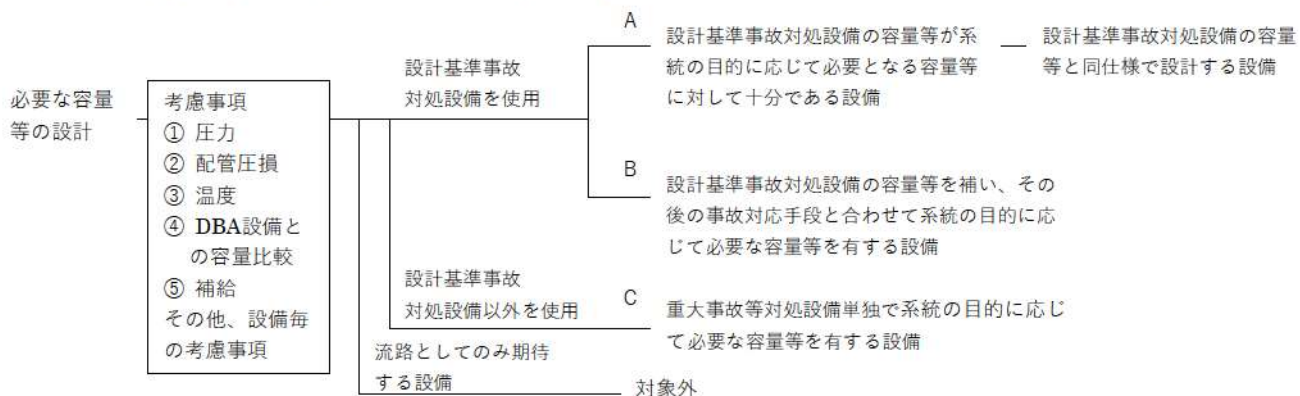 必要な容量
等の設計
考慮事項
① 圧力
② 配管圧損
③ 温度
④ DBA設備と
の容量比較
⑤ 補給
その他、設備毎
の考慮事項
設計基準事故
対処設備を使用
A
設計基準事故対処設備の容量等が系
統の目的に応じて必要となる容量等
に対して十分である設備
設計基準事故対処設備の容量
等と同仕様で設計する設備
B
設計基準事故対処設備の容量等を補い、その
後の事故対応手段と合わせて系統の目的に応
じて必要な容量等を有する設備
設計基準事故
対処設備以外を使用
C
重大事故等対処設備単独で系統の目的に応じ
て必要な容量等を有する設備
流路としてのみ期待
する設備
対象外